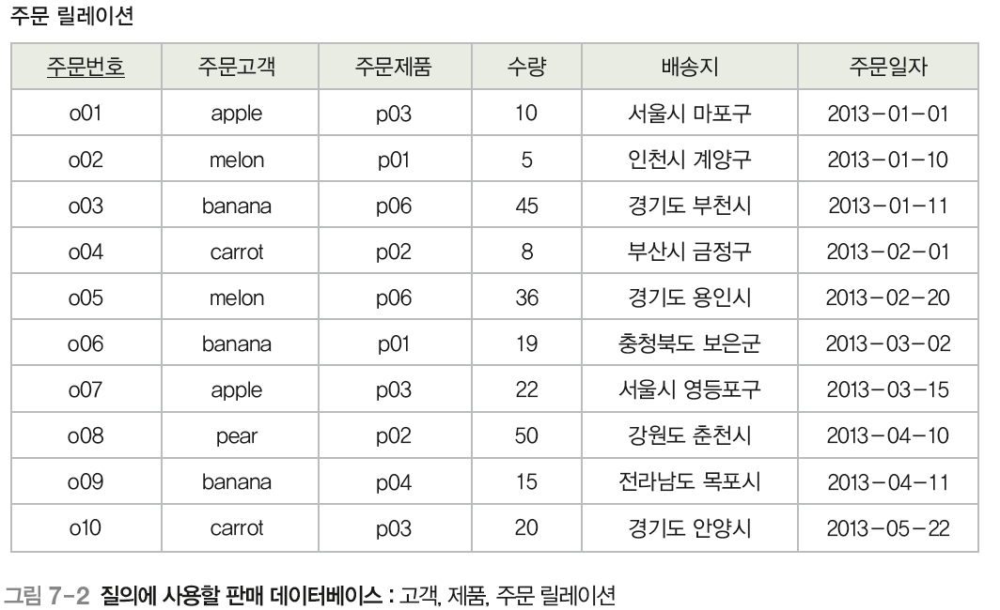 주문 릴레이션
주문번호 주문고객 주문제품 수량 배송지 주문일자
o01 apple p03 10 서울시 마포구 2013-01-01
o02 melon p01 5 인천시 계양구 2013-01-10
o03 banana p06 45 경기도 부천시 2013-01-11
o04 carrot p02 8 부산시 금정구 2013-02-01
o05 melon p06 36 경기도 용인시 2013-02-20
o06 banana p01 19 충청북도 보은군 2013-03-02
o07 apple p03 22 서울시 영등포구 2013-03-15
o08 pear p02 50 강원도 춘천시 2013-04-10
o09 banana p04 15 전라남도 목포시 2013-04-11
o10 carrot p03 20 경기도 안양시 2013-05-22
그림 7-2 질의에 사용할 판매 데이터베이스 : 고객, 제품, 주문 릴레이션